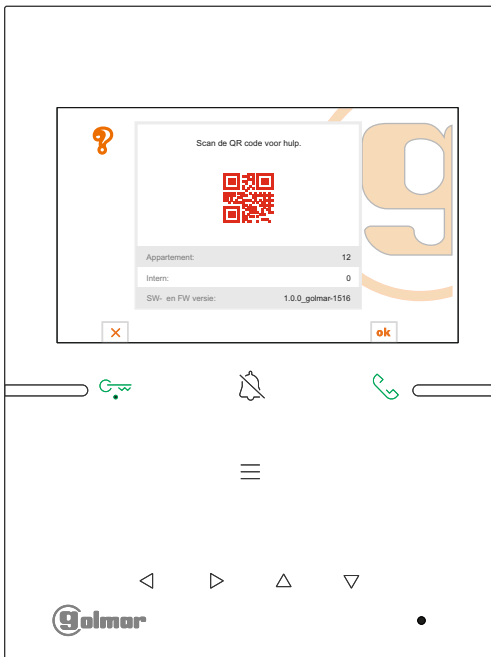 ?
Scan de QR code voor hulp.
g
Appartement: 12
Intern: 0
SW- en FW versie: 1.0.0_golmar-1516
× ok
golmar